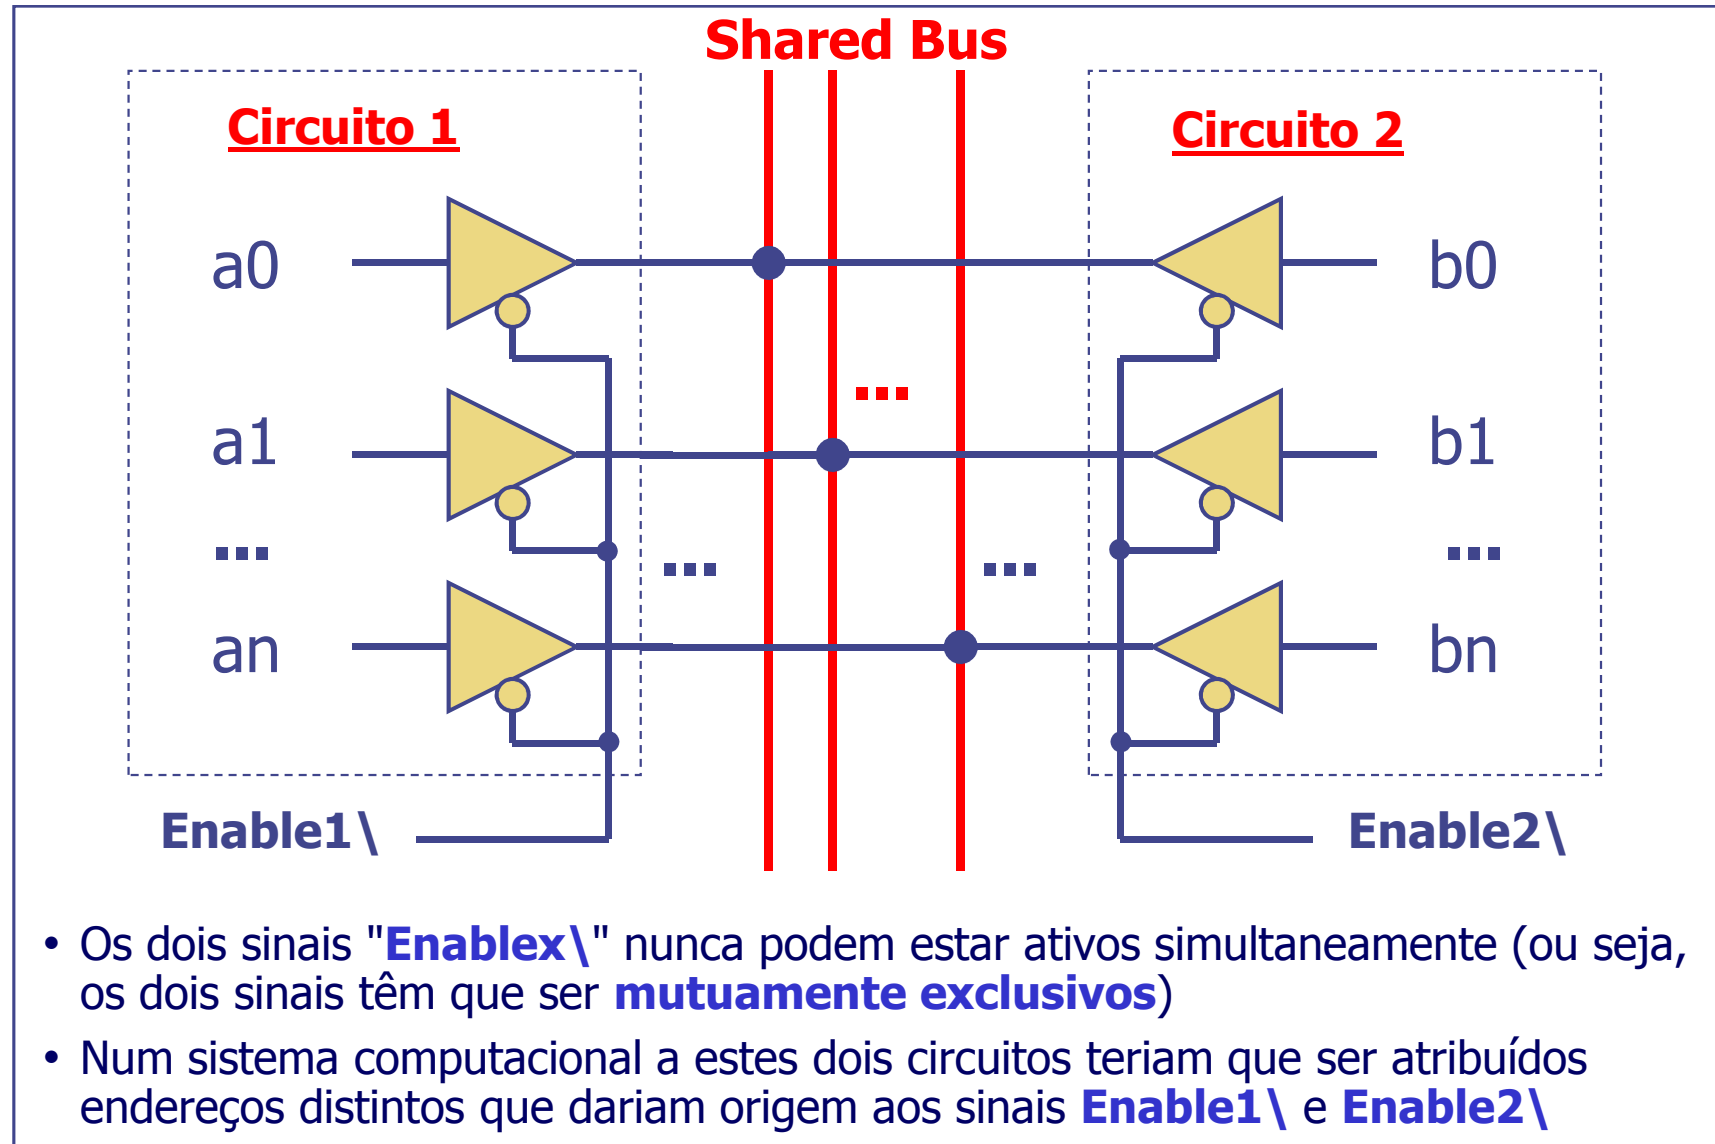 Shared Bus
Circuito 1
Circuito 2
a0
b0
...
a1
b1
...
...
...
...
an
bn
Enable1\
Enable2\
• Os dois sinais "Enablex\" nunca podem estar ativos simultaneamente (ou seja,
os dois sinais têm que ser mutuamente exclusivos)
• Num sistema computacional a estes dois circuitos teriam que ser atribuídos
endereços distintos que dariam origem aos sinais Enable1\ e Enable2\